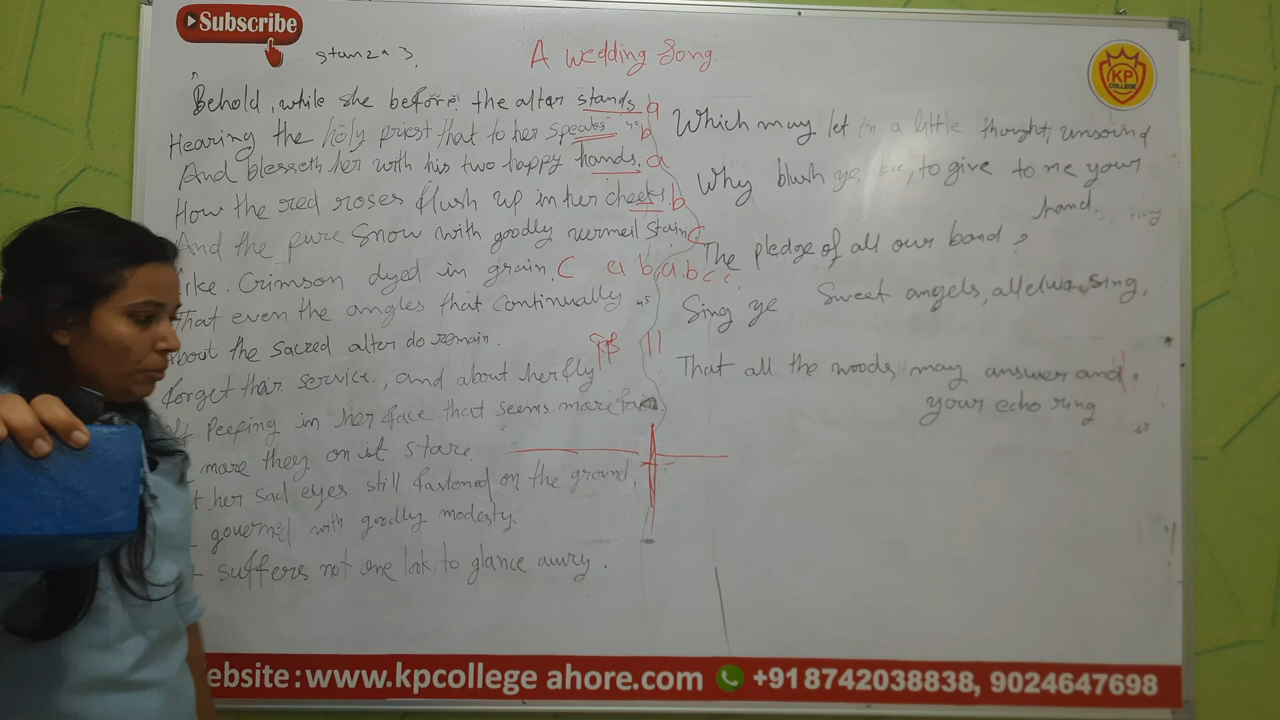 Subscribe
stanza 3.
A wedding Song.
KP
COLLEGE
Behold, while she before the altar stands a
Hearing the holy priest that to her speaks b
And blesseth her with his two happy hands. a
How the red roses flush up in her cheeks. b
And the pure snow with goodly vermeil stain c
ike Crimson dyed in grain. C a b a b c c
That even the angles that continually 45
About the sacred alter do remain.
forget their service, and about her fly
Peeping in her face that seems more fair
more they on it stare.
t her sad eyes still fastened on the ground,
governed with goodly modesty.
suffers not one look to glance awry.
Which may let in a little thought, unsound
Why blush ye, to give to me your
hand.
The pledge of all our band ?
Sing ye Sweet angels, alleluia sing,
That all the woods may answer and
your echo ring
ebsite: www.kpcollege ahore.com +91 8742038838, 9024647698